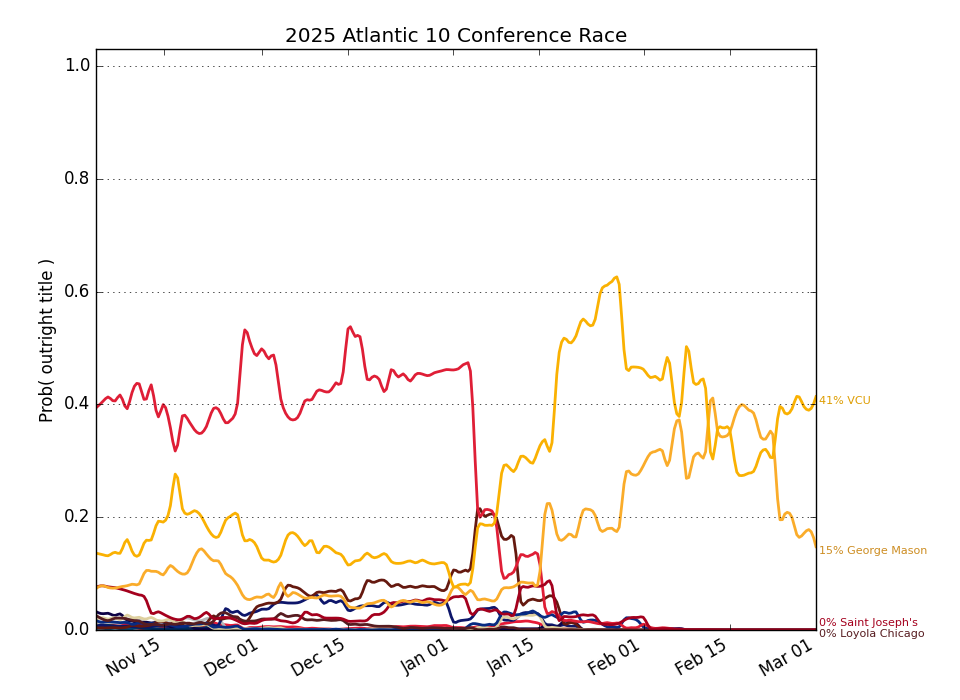 2025 Atlantic 10 Conference Race
Prob( outright title )
1.0
0.8
0.6
0.4
0.2
0.0
Nov 15
Dec 01
Dec 15
Jan 01
Jan 15
Feb 01
Feb 15
Mar 01
41% VCU
15% George Mason
0% Saint Joseph's
0% Loyola Chicago